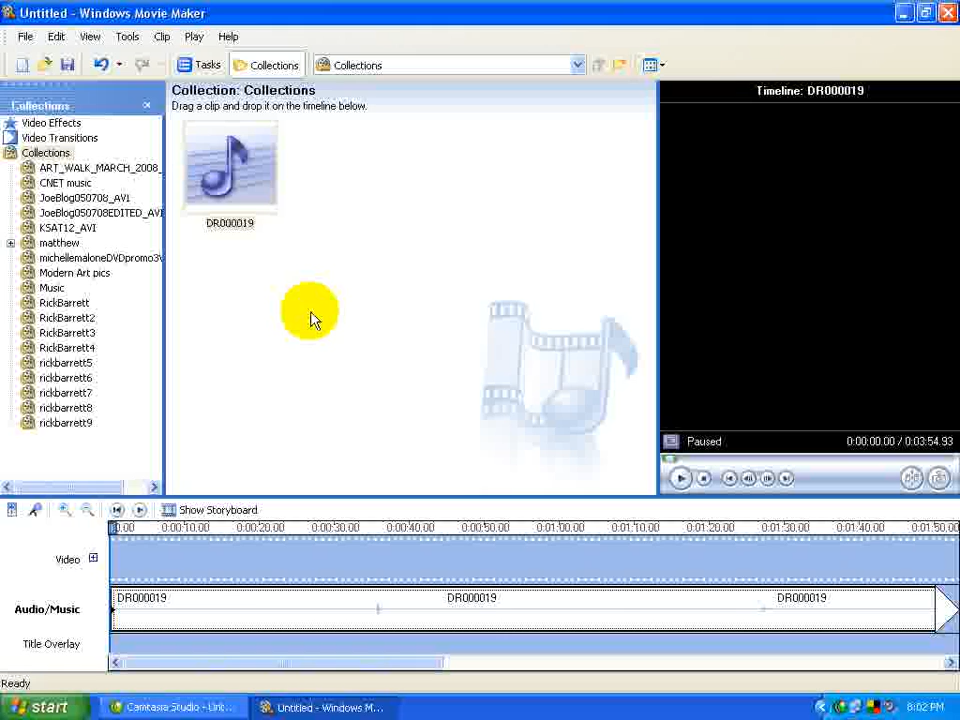 Untitled - Windows Movie Maker
File Edit View Tools Clip Play Help
Tasks Collections Collections
Collections
Video Effects
Video Transitions
Collections
ART_WALK_MARCH_2008_
CNET music
JoeBlog050708_AVI
JoeBlog050708EDITED_AVI
KSAT12_AVI
matthew
michellemaloneDVDpromo3
Modern Art pics
Music
RickBarrett
RickBarrett2
RickBarrett3
RickBarrett4
rickbarrett5
rickbarrett6
rickbarrett7
rickbarrett8
rickbarrett9
Collection: Collections
Drag a clip and drop it on the timeline below.
DR000019
Timeline: DR000019
Paused 0:00:00.00 / 0:03:54.93
Show Storyboard
0:00:10.00 0:00:20.00 0:00:30.00 0:00:40.00 0:00:50.00 0:01:00.00 0:01:10.00 0:01:20.00 0:01:30.00 0:01:40.00 0:01:50.00
Video
Audio/Music
DR000019 DR000019 DR000019
Title Overlay
Ready
start Camtasia Studio - Unt... Untitled - Windows M... 8:02 PM